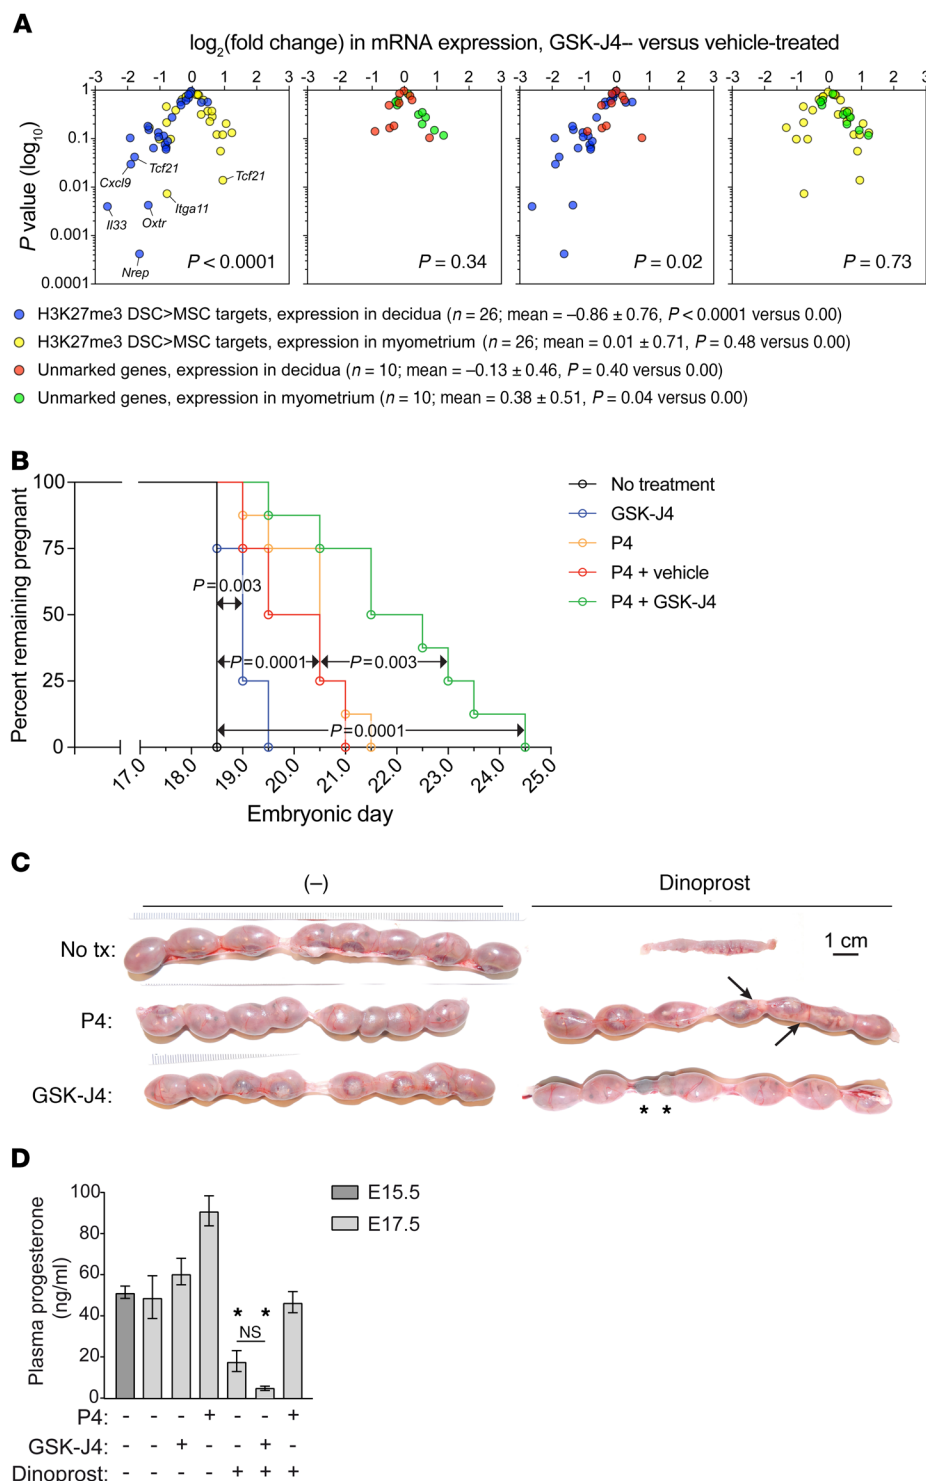 A
log2(fold change) in mRNA expression, GSK-J4– versus vehicle-treated
-3 -2 -1 0 1 2 3 -3 -2 -1 0 1 2 3 -3 -2 -1 0 1 2 3 -3 -2 -1 0 1 2 3
P value (log10)
1
0.1
0.01
0.001
0.0001
Tcf21
Cxcl9
Tcf21
Itga11
Il33
Oxtr
Nrep
P < 0.0001
P = 0.34
P = 0.02
P = 0.73
H3K27me3 DSC>MSC targets, expression in decidua (n = 26; mean = –0.86 ± 0.76, P < 0.0001 versus 0.00)
H3K27me3 DSC>MSC targets, expression in myometrium (n = 26; mean = 0.01 ± 0.71, P = 0.48 versus 0.00)
Unmarked genes, expression in decidua (n = 10; mean = –0.13 ± 0.46, P = 0.40 versus 0.00)
Unmarked genes, expression in myometrium (n = 10; mean = 0.38 ± 0.51, P = 0.04 versus 0.00)
B
Percent remaining pregnant
100
75
50
25
0
P = 0.003
P = 0.0001
P = 0.003
P = 0.0001
17.0 18.0 19.0 20.0 21.0 22.0 23.0 24.0 25.0
Embryonic day
No treatment
GSK-J4
P4
P4 + vehicle
P4 + GSK-J4
C
(–)
Dinoprost
No tx:
1 cm
P4:
GSK-J4:
* *
D
Plasma progesterone
(ng/ml)
100
80
60
40
20
0
E15.5
E17.5
* *
NS
P4: - - - + - - +
GSK-J4: - - + - - + -
Dinoprost: - - - - + + +